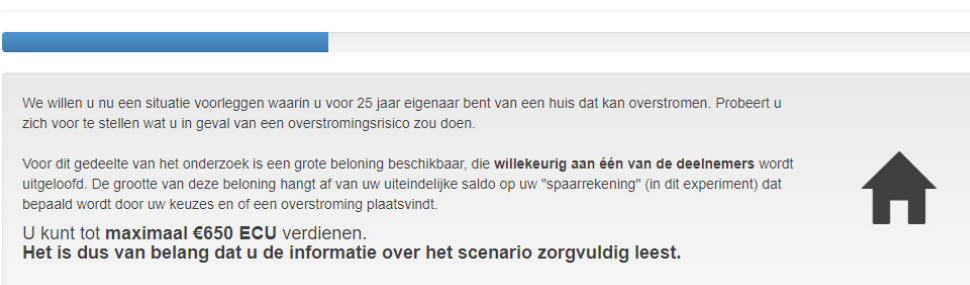 We willen u nu een situatie voorleggen waarin u voor 25 jaar eigenaar bent van een huis dat kan overstromen. Probeert u
zich voor te stellen wat u in geval van een overstromingsrisico zou doen.
Voor dit gedeelte van het onderzoek is een grote beloning beschikbaar, die willekeurig aan één van de deelnemers wordt
uitgeloofd. De grootte van deze beloning hangt af van uw uiteindelijke saldo op uw "spaarrekening" (in dit experiment) dat
bepaald wordt door uw keuzes en of een overstroming plaatsvindt.
U kunt tot maximaal €650 ECU verdienen.
Het is dus van belang dat u de informatie over het scenario zorgvuldig leest.